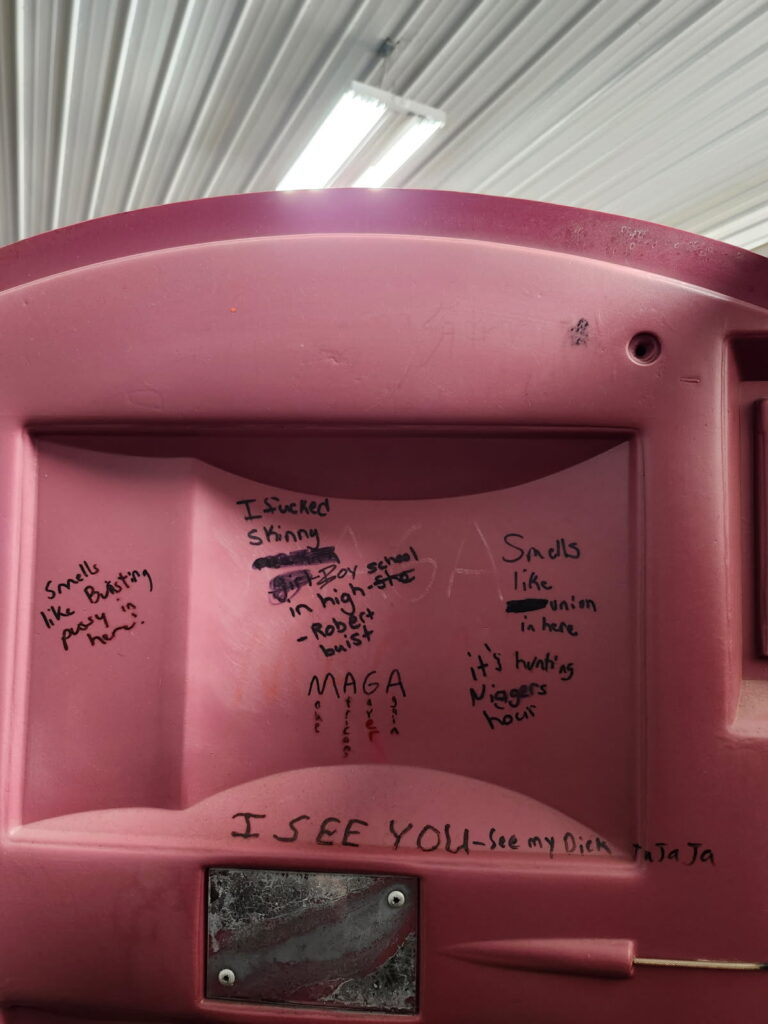 I fucked
Skinny
girl Boy school
in high she
- Robert
buist
Smells
like
pussy in
here!
Smells
like
union
in here
it's hunting
Niggers
hour
MAGA
MAGA
I SEE YOU - See my Dick JaJaJa